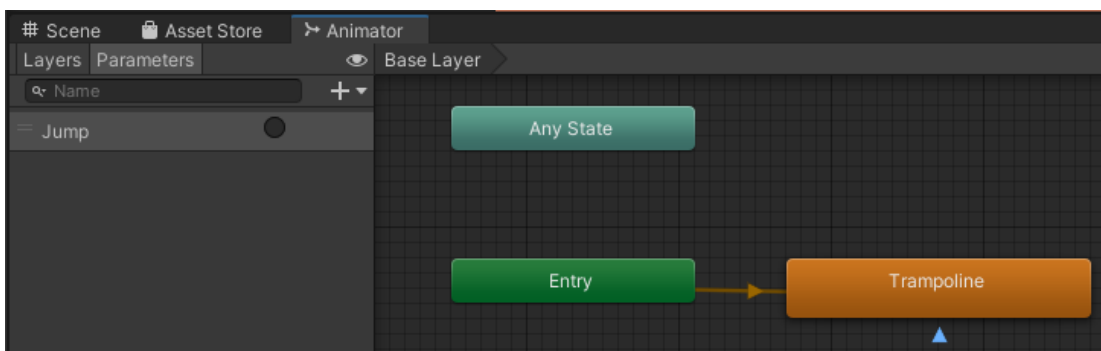 Scene Asset Store Animator
Layers Parameters Base Layer
Name
Jump
Any State
Entry Trampoline